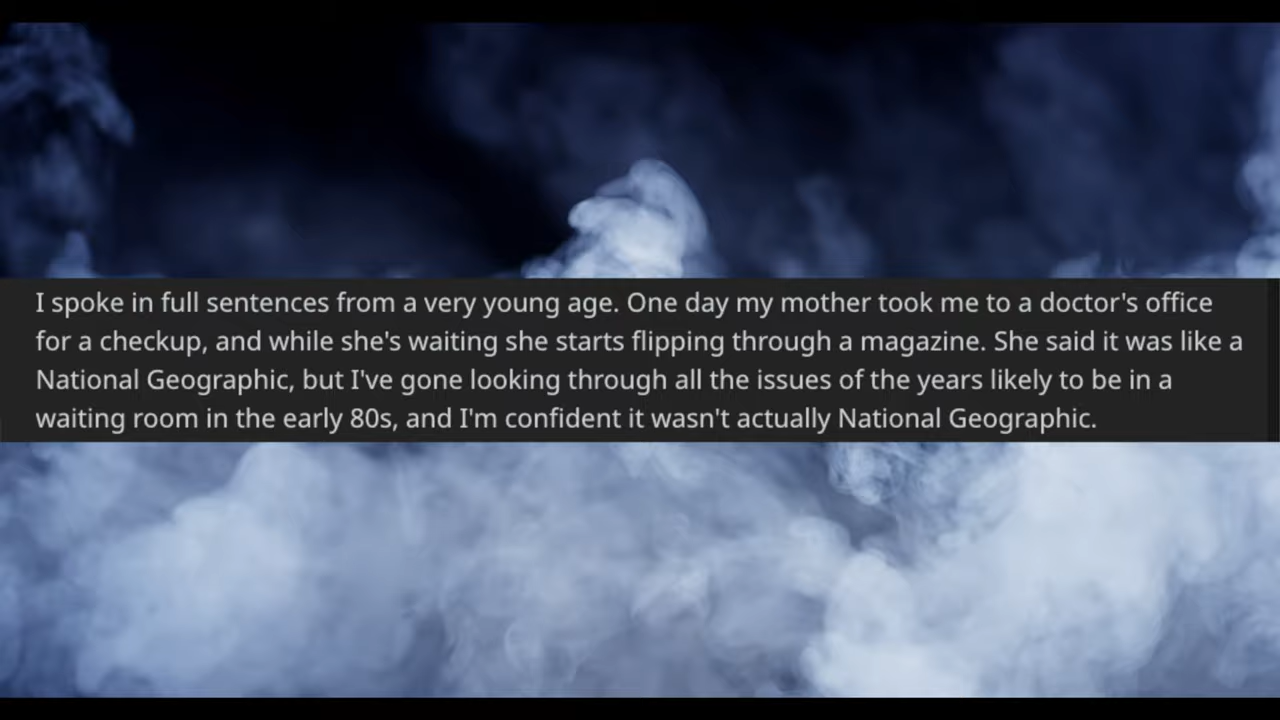 I spoke in full sentences from a very young age. One day my mother took me to a doctor's office
for a checkup, and while she's waiting she starts flipping through a magazine. She said it was like a
National Geographic, but I've gone looking through all the issues of the years likely to be in a
waiting room in the early 80s, and I'm confident it wasn't actually National Geographic.